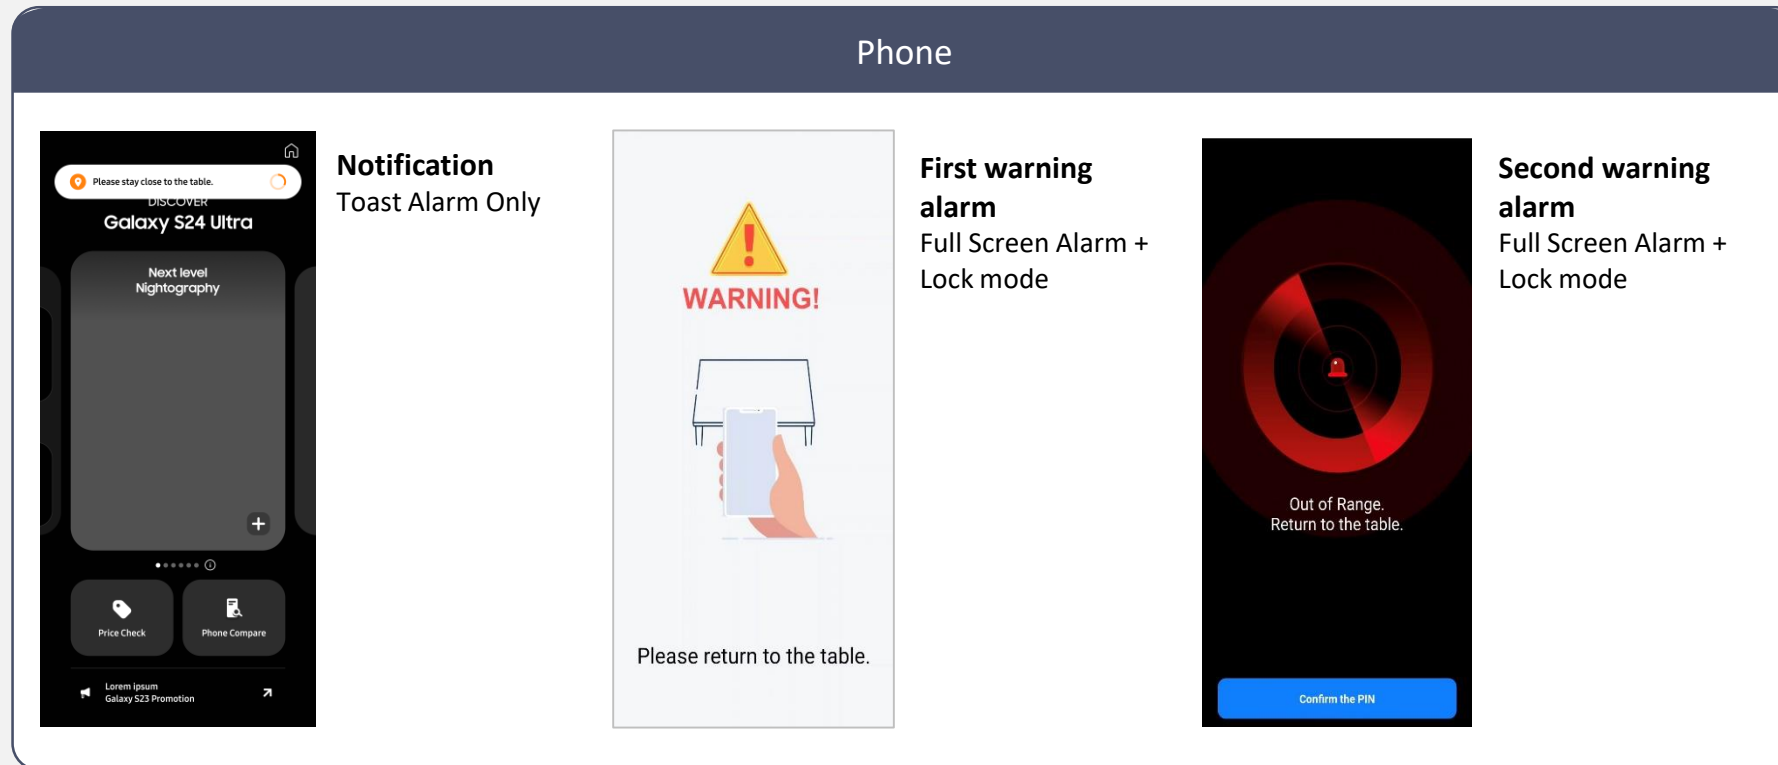 Phone
Please stay close to the table.
DISCOVER
Galaxy S24 Ultra
Next level
Nightography
Price Check
Phone Compare
Lorem ipsum
Galaxy S23 Promotion
Notification
Toast Alarm Only
WARNING!
Please return to the table.
First warning
alarm
Full Screen Alarm +
Lock mode
Out of Range.
Return to the table.
Confirm the PIN
Second warning
alarm
Full Screen Alarm +
Lock mode